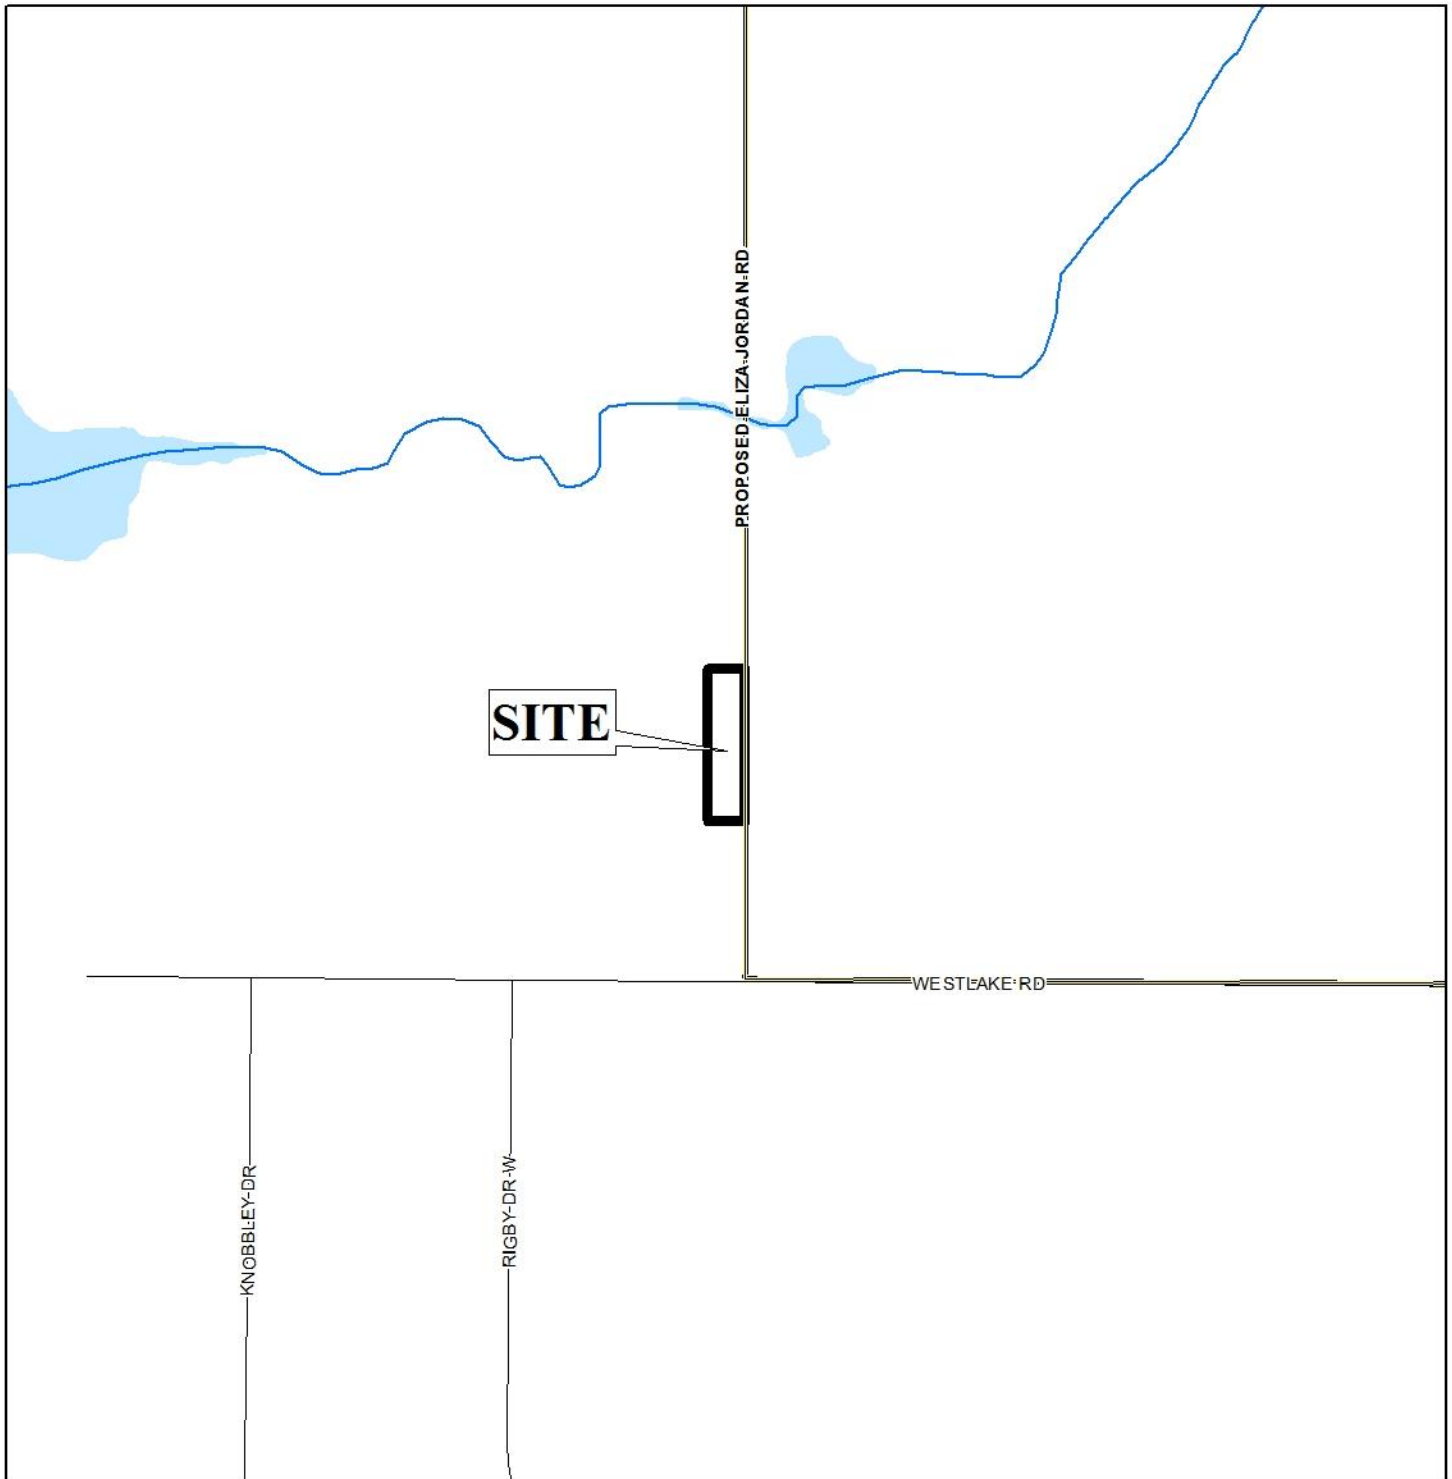 PROPOSED ELIZA JORDAN RD
SITE
WESTLAKE RD
KNOBBLEY DR
RIGBY DR W